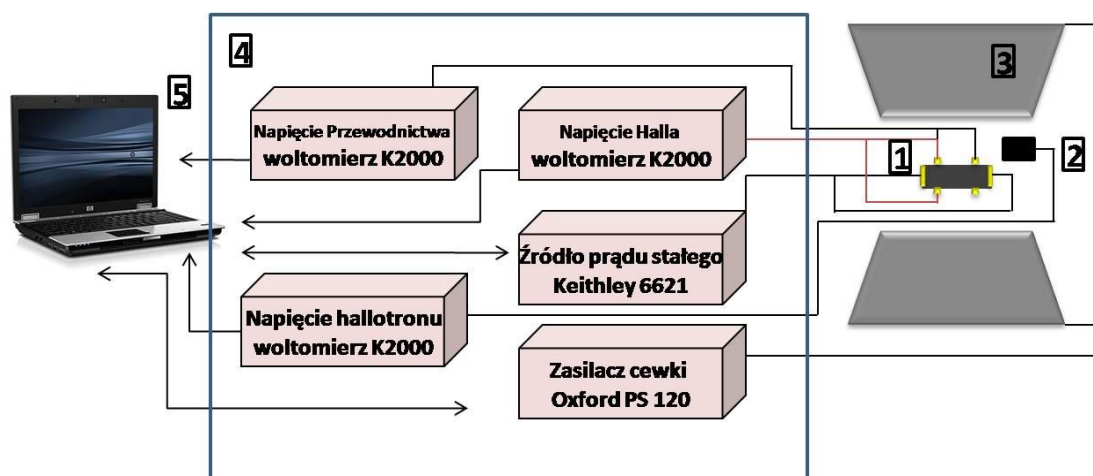 4
3
5
Napięcie Przewodnictwa
woltomierz K2000
Napięcie Halla
woltomierz K2000
1
2
Źródło prądu stałego
Keithley 6621
Napięcie hallotronu
woltomierz K2000
Zasilacz cewki
Oxford PS 120